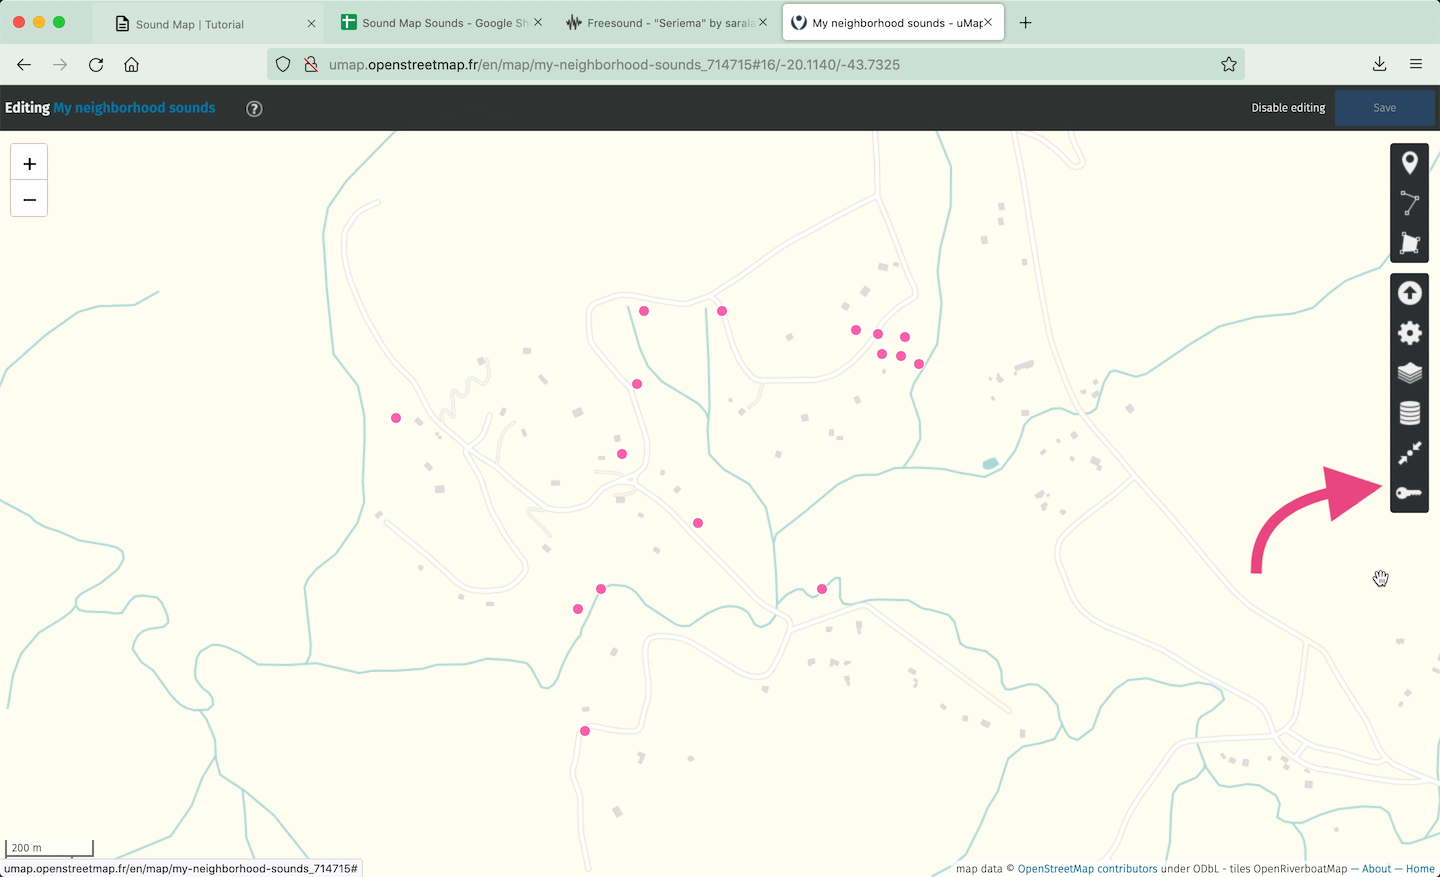 Sound Map | Tutorial
Sound Map Sounds - Google Sh
Freesound - "Seriema" by sarala
My neighborhood sounds - uMap
umap.openstreetmap.fr/en/map/my-neighborhood-sounds_714715#16/-20.1140/-43.7325
Editing My neighborhood sounds
?
Disable editing
Save
+
−
200 m
umap.openstreetmap.fr/en/map/my-neighborhood-sounds_714715#
map data © OpenStreetMap contributors under ODbL - tiles OpenRiverboatMap — About — Home